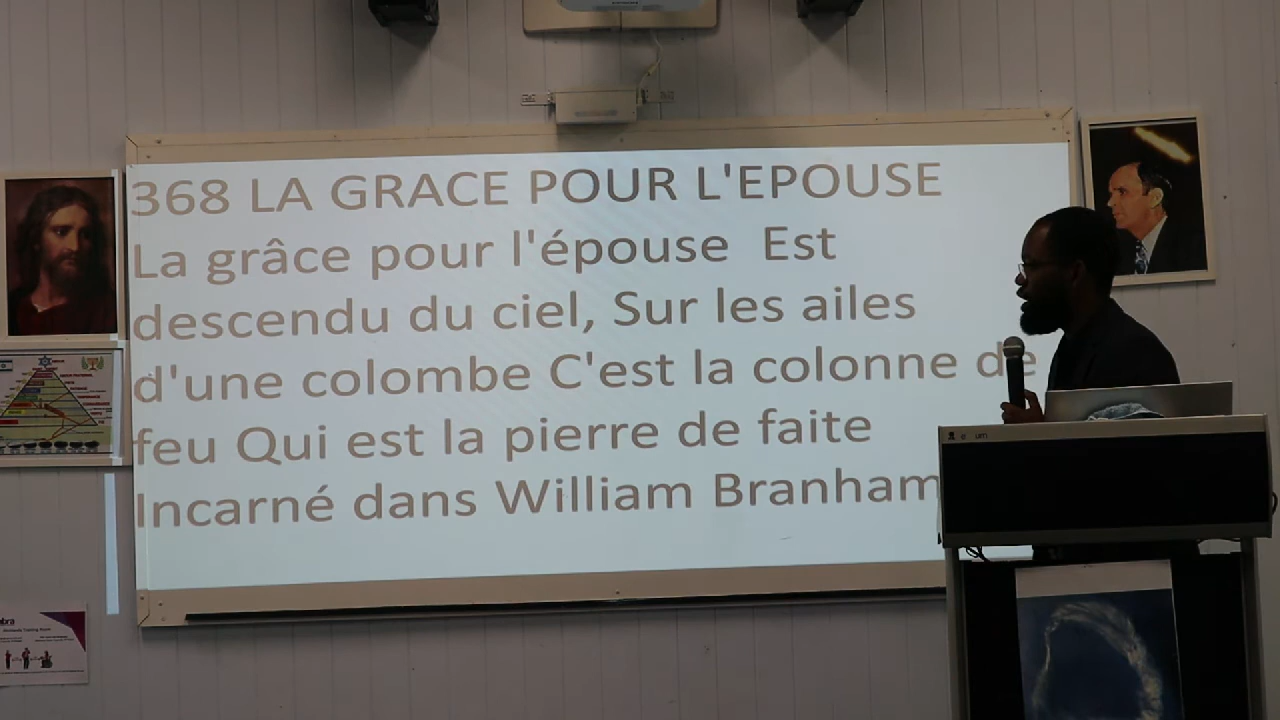 368 LA GRACE POUR L'EPOUSE
La grâce pour l'épouse Est
descendu du ciel, Sur les ailes
d'une colombe C'est la colonne de
feu Qui est la pierre de faite
Incarné dans William Branham